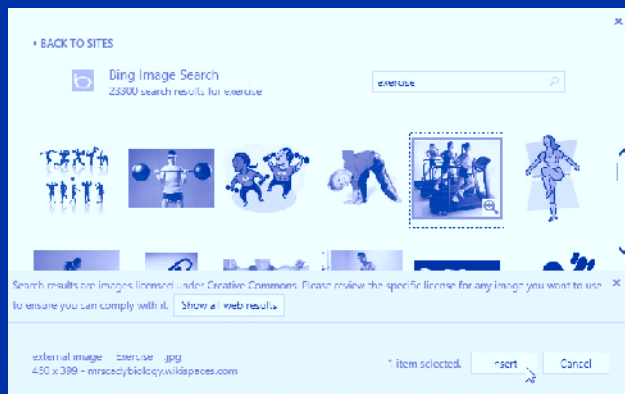 • BACK TO SITES
Bing Image Search
23300 search results for exercise
exercise
Search results are images licensed under Creative Commons. Please review the specific license for any image you want to use
to ensure you can comply with it. Show all web results
external image Exercise .jpg
450 x 399 - mrscadybiology.wikispaces.com
1 item selected. Insert Cancel